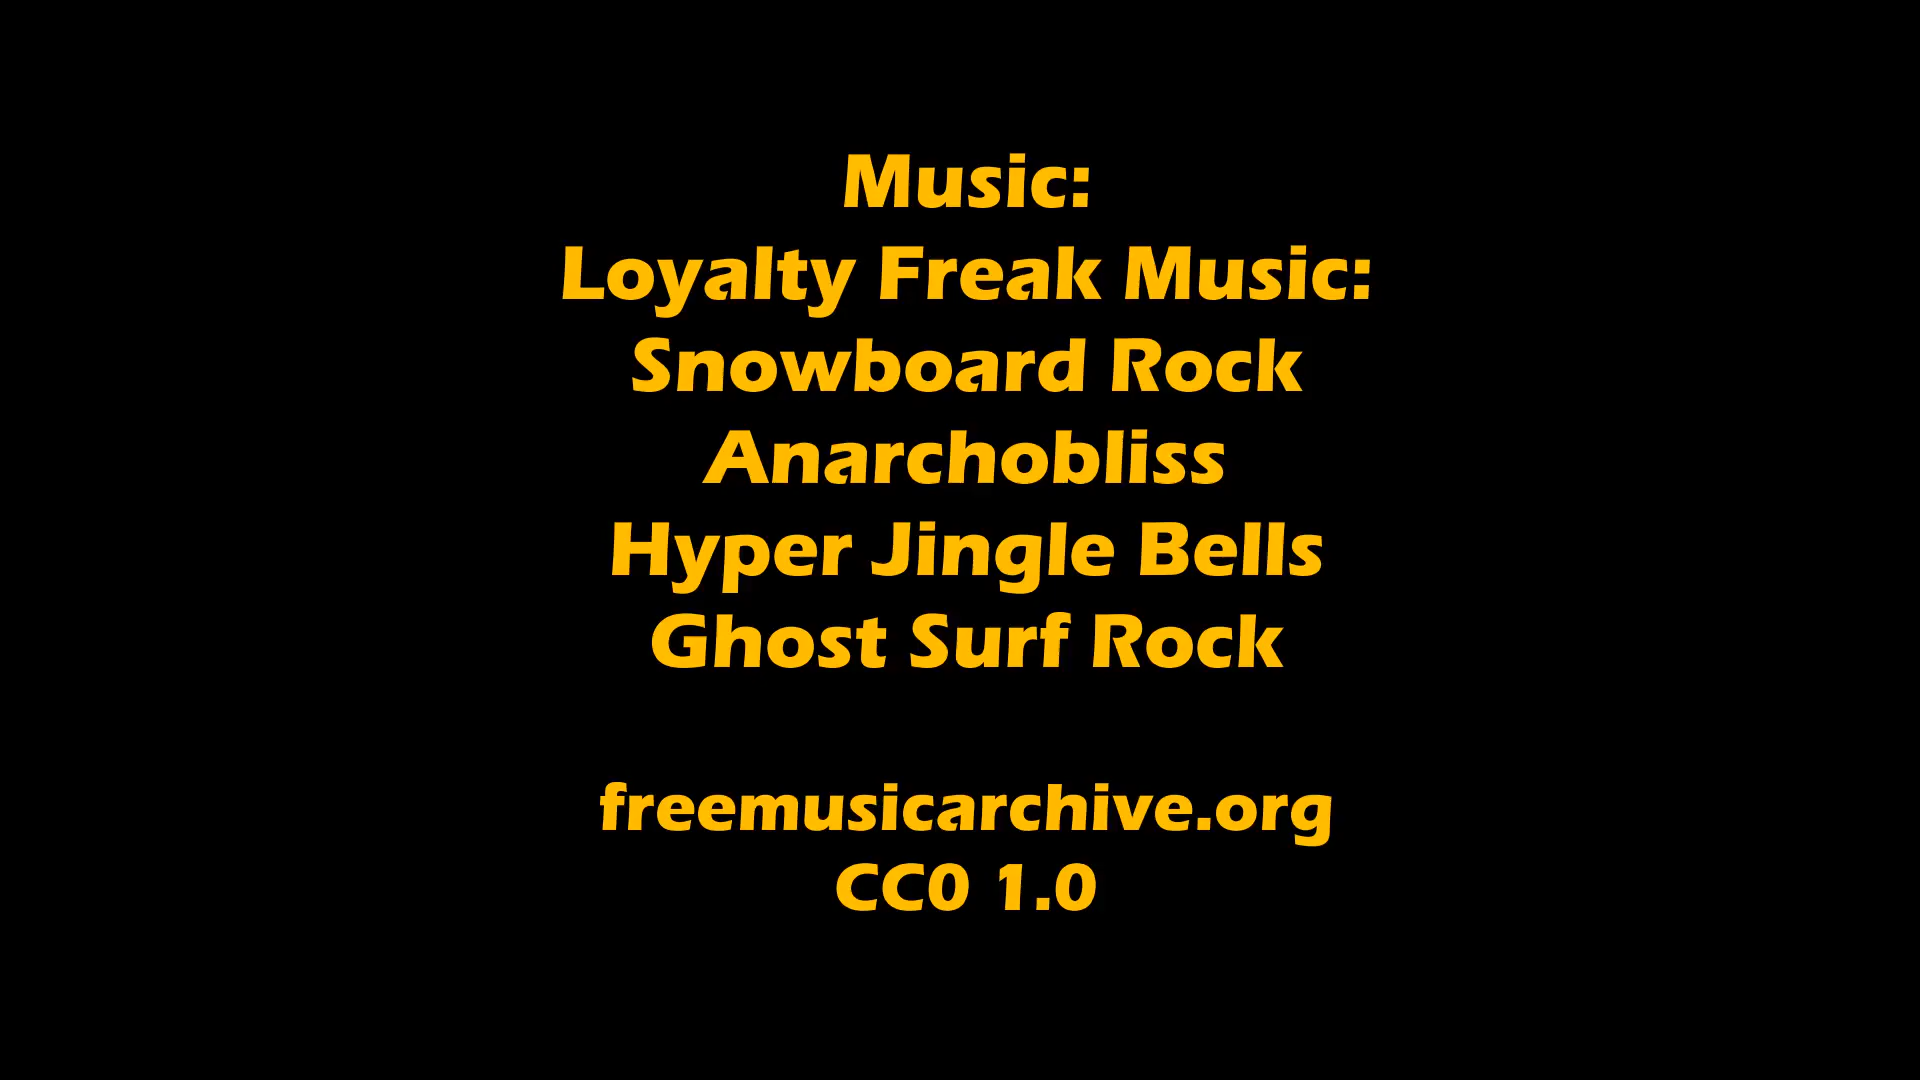 Music:
Loyalty Freak Music:
Snowboard Rock
Anarchobliss
Hyper Jingle Bells
Ghost Surf Rock
freemusicarchive.org
CC0 1.0